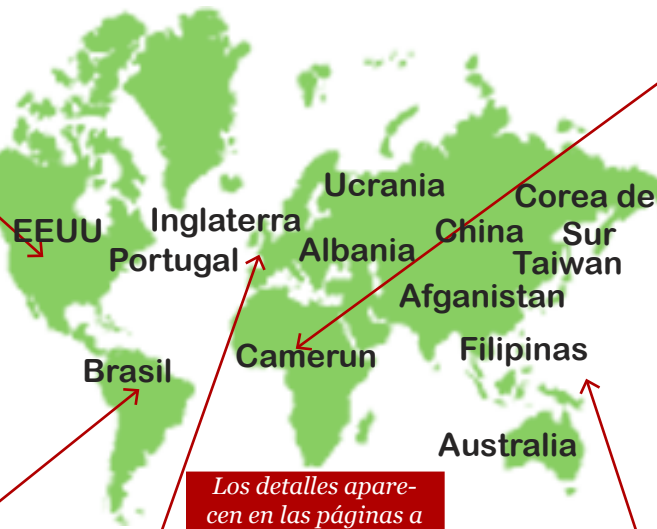 Ucrania
Corea de
Sur
EEUU
Inglaterra
China
Portugal
Albania
Taiwan
Afganistan
Brasil
Camerun
Filipinas
Australia
Los detalles apare-
cen en las páginas a